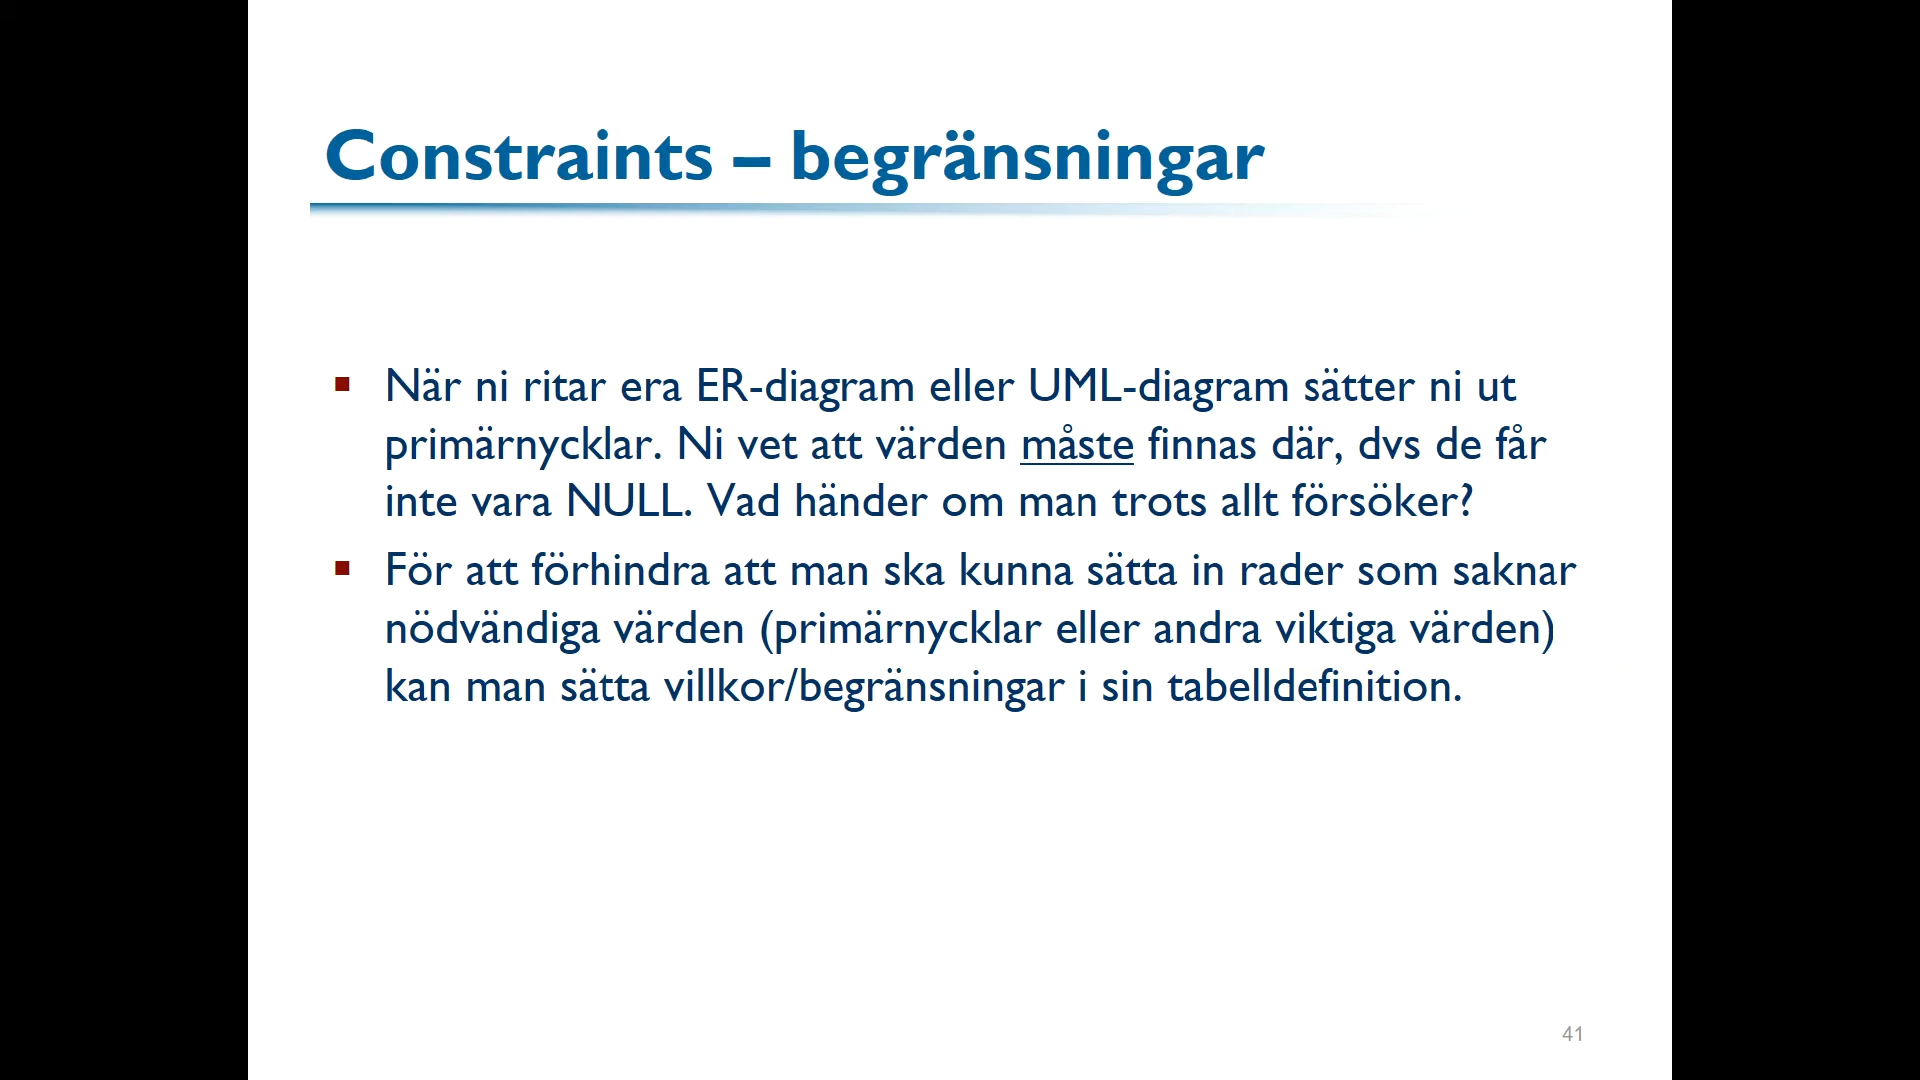 Constraints – begränsningar
▪ När ni ritar era ER-diagram eller UML-diagram sätter ni ut
primärnycklar. Ni vet att värden måste finnas där, dvs de får
inte vara NULL. Vad händer om man trots allt försöker?
▪ För att förhindra att man ska kunna sätta in rader som saknar
nödvändiga värden (primärnycklar eller andra viktiga värden)
kan man sätta villkor/begränsningar i sin tabelldefinition.
41